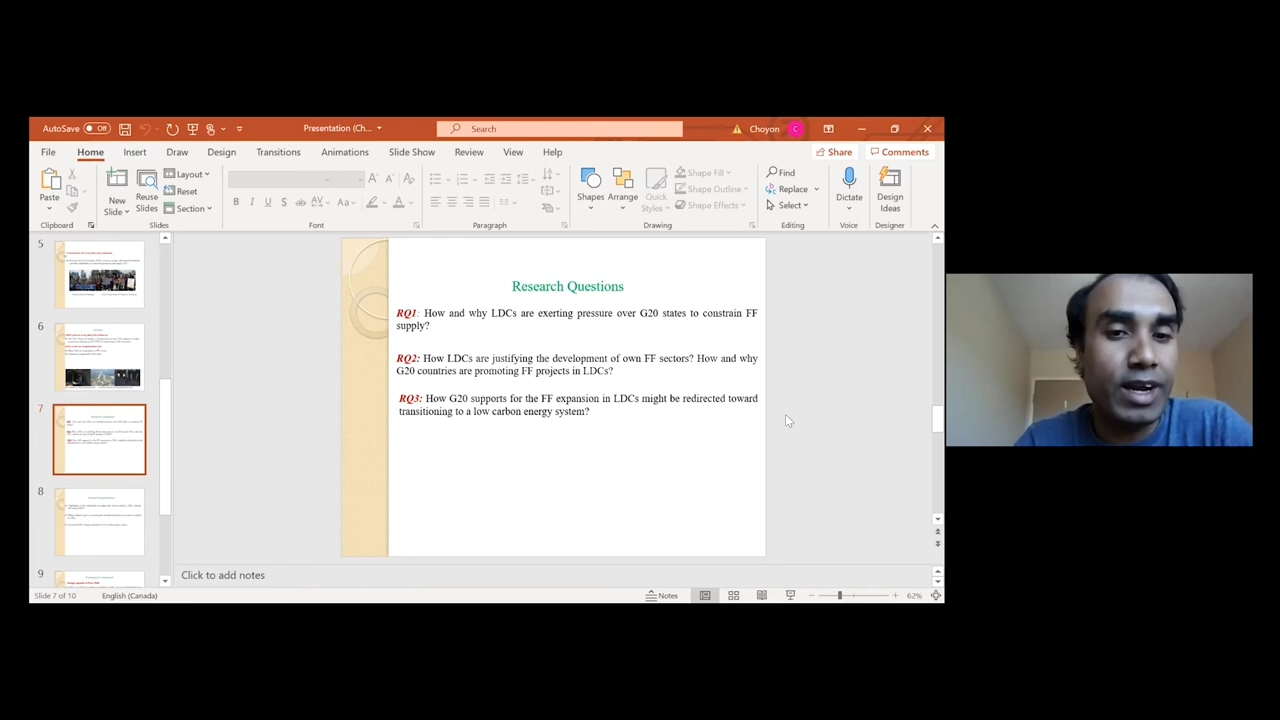 AutoSave Off Presentation (Ch... Search Choyon C
File Home Insert Draw Design Transitions Animations Slide Show Review View Help Share Comments
Paste New Slide Reuse Slides Layout Reset Section Shapes Arrange Quick Styles Shape Fill Shape Outline Shape Effects Find Replace Select Dictate Design Ideas
Clipboard Slides Font Paragraph Drawing Editing Voice Designer
5
6
7
8
9
Research Questions
RQ1: How and why LDCs are exerting pressure over G20 states to constrain FF
supply?
RQ2: How LDCs are justifying the development of own FF sectors? How and why
G20 countries are promoting FF projects in LDCs?
RQ3: How G20 supports for the FF expansion in LDCs might be redirected toward
transitioning to a low carbon energy system?
Click to add notes
Slide 7 of 10 English (Canada) Notes 62%